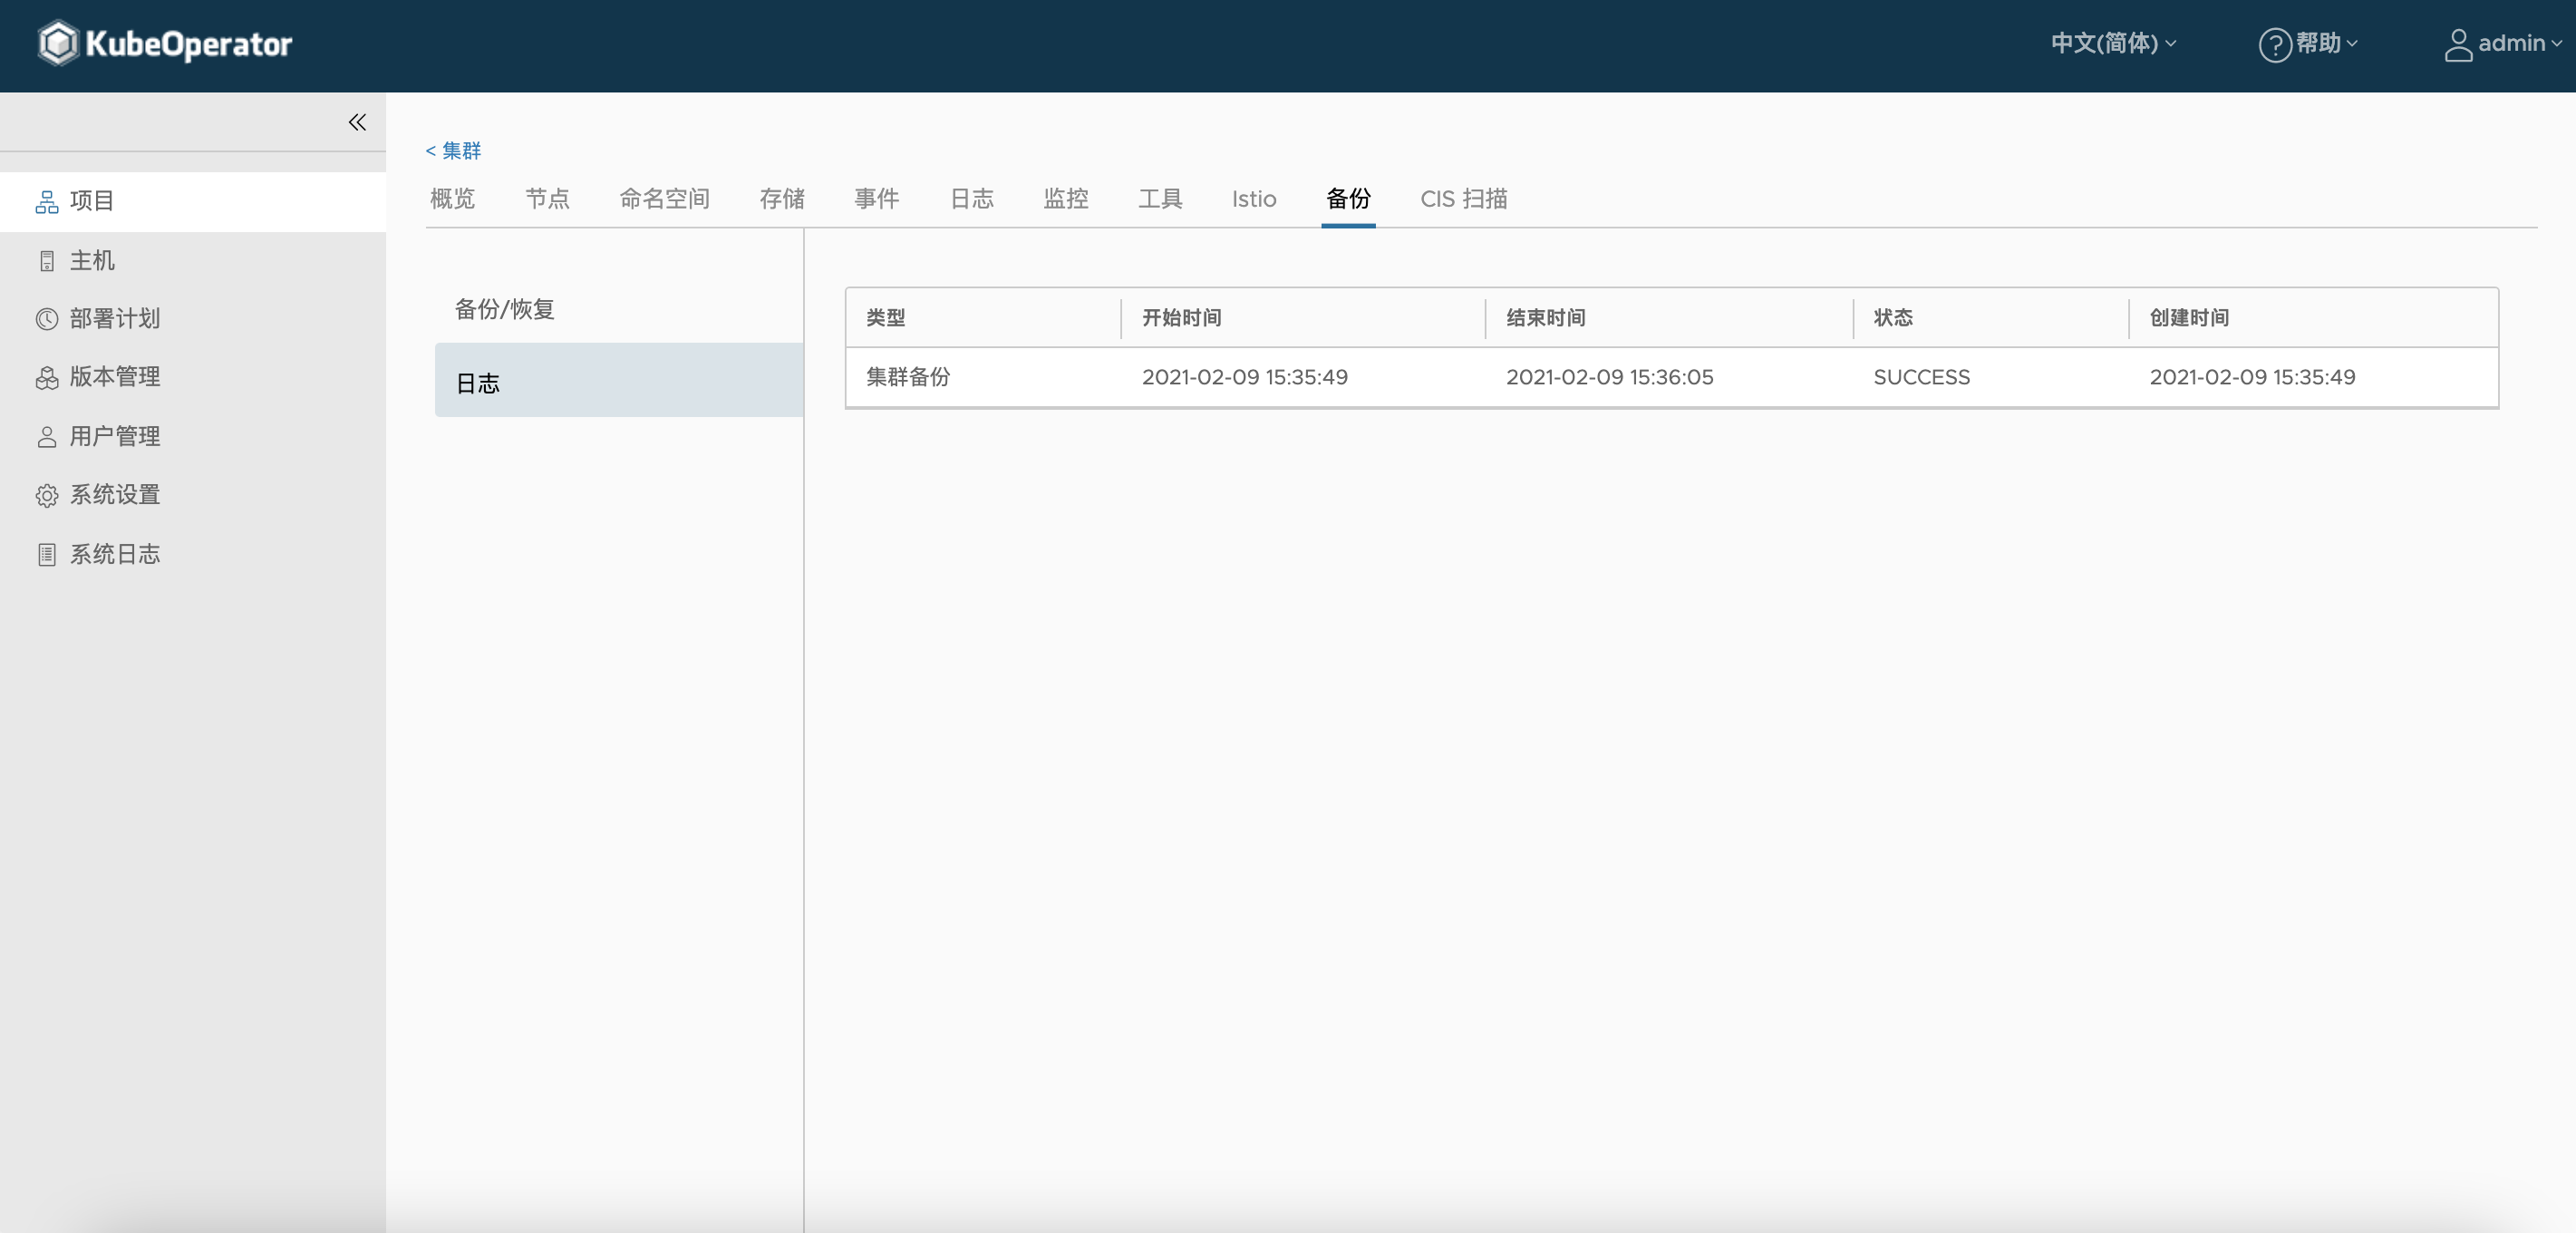 KubeOperator
中文(简体)
帮助
admin
项目
主机
部署计划
版本管理
用户管理
系统设置
系统日志
< 集群
概览 节点 命名空间 存储 事件 日志 监控 工具 Istio 备份 CIS 扫描
备份/恢复
日志
类型 开始时间 结束时间 状态 创建时间
集群备份 2021-02-09 15:35:49 2021-02-09 15:36:05 SUCCESS 2021-02-09 15:35:49